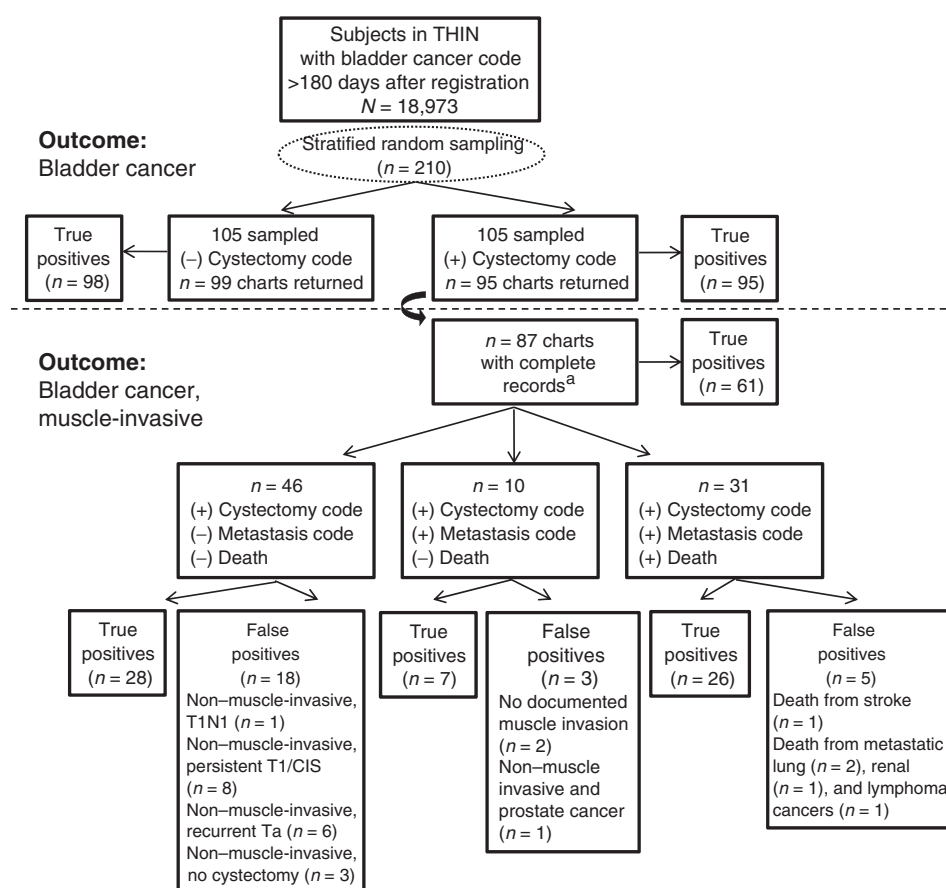 Subjects in THIN
with bladder cancer code
>180 days after registration
N = 18,973
Outcome:
Bladder cancer
Stratified random sampling
(n = 210)
True
positives
(n = 98)
105 sampled
(–) Cystectomy code
n = 99 charts returned
105 sampled
(+) Cystectomy code
n = 95 charts returned
True
positives
(n = 95)
Outcome:
Bladder cancer,
muscle-invasive
n = 87 charts
with complete
recordsa
True
positives
(n = 61)
n = 46
(+) Cystectomy code
(–) Metastasis code
(–) Death
n = 10
(+) Cystectomy code
(+) Metastasis code
(–) Death
n = 31
(+) Cystectomy code
(+) Metastasis code
(+) Death
True
positives
(n = 28)
False
positives
(n = 18)
Non–muscle-invasive,
T1N1 (n = 1)
Non–muscle-invasive,
persistent T1/CIS
(n = 8)
Non–muscle-invasive,
recurrent Ta (n = 6)
Non–muscle-invasive,
no cystectomy (n = 3)
True
positives
(n = 7)
False
positives
(n = 3)
No documented
muscle invasion
(n = 2)
Non–muscle
invasive and
prostate cancer
(n = 1)
True
positives
(n = 26)
False
positives
(n = 5)
Death from stroke
(n = 1)
Death from metastatic
lung (n = 2), renal
(n = 1), and lymphoma
cancers (n = 1)